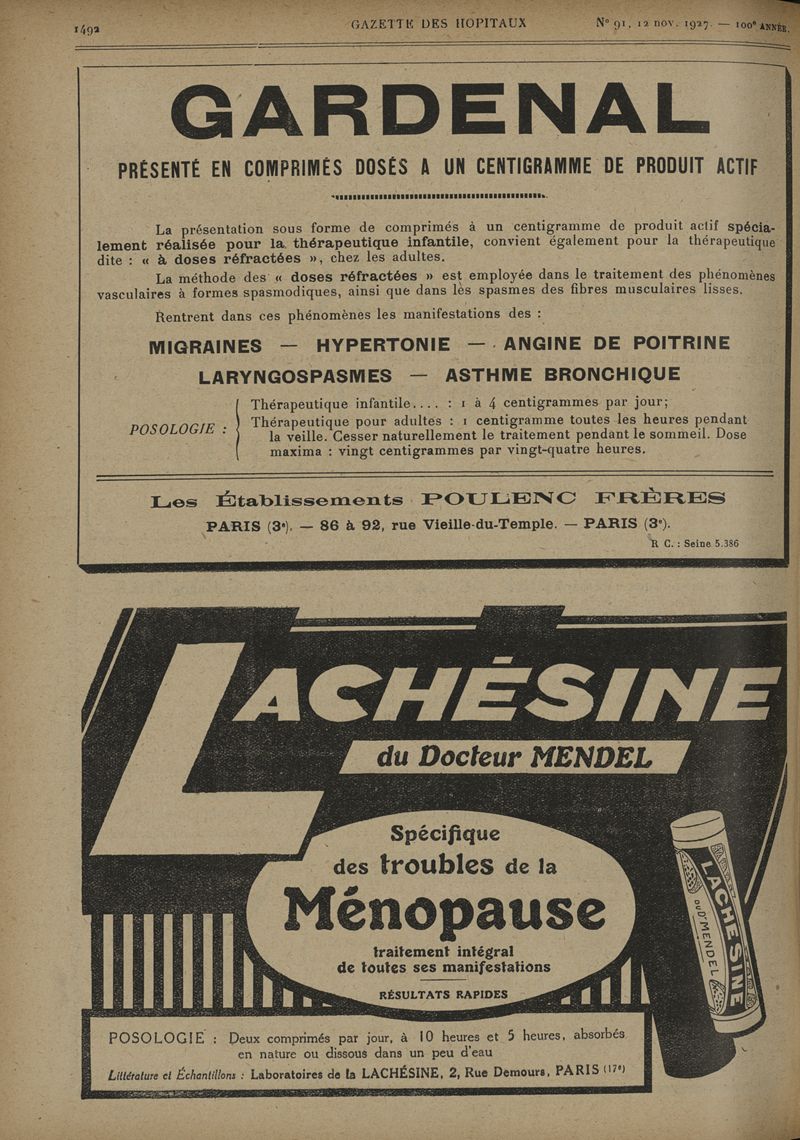 1492
GAZETTE DES HOPITAUX
N° 91, 12 nov. 1927. — 100e ANNÉE.
GARDENAL
PRÉSENTÉ EN COMPRIMÉS DOSÉS A UN CENTIGRAMME DE PRODUIT ACTIF
La présentation sous forme de comprimés à un centigramme de produit actif spécia-
lement réalisée pour la thérapeutique infantile, convient également pour la thérapeutique
dite : « à doses réfractées », chez les adultes.
La méthode des « doses réfractées » est employée dans le traitement des phénomènes
vasculaires à formes spasmodiques, ainsi que dans les spasmes des fibres musculaires lisses.
Rentrent dans ces phénomènes les manifestations des :
MIGRAINES — HYPERTONIE — ANGINE DE POITRINE
LARYNGOSPASMES — ASTHME BRONCHIQUE
POSOLOGIE :
Thérapeutique infantile.... : 1 à 4 centigrammes par jour;
Thérapeutique pour adultes : 1 centigramme toutes les heures pendant
la veille. Cesser naturellement le traitement pendant le sommeil. Dose
maxima : vingt centigrammes par vingt-quatre heures.
Les Établissements POULENC FRÈRES
PARIS (3e). — 86 à 92, rue Vieille-du-Temple. — PARIS (3e).
R C. : Seine 5.386
LACHÉSINE
du Docteur MENDEL
Spécifique
des troubles de la
Ménopause
traitement intégral
de toutes ses manifestations
RÉSULTATS RAPIDES
LACHÉSINE
DU Dr MENDEL
POSOLOGIE : Deux comprimés par jour, à 10 heures et 5 heures, absorbés
en nature ou dissous dans un peu d'eau
Littérature et Échantillons : Laboratoires de la LACHÉSINE, 2, Rue Demours, PARIS (17e)